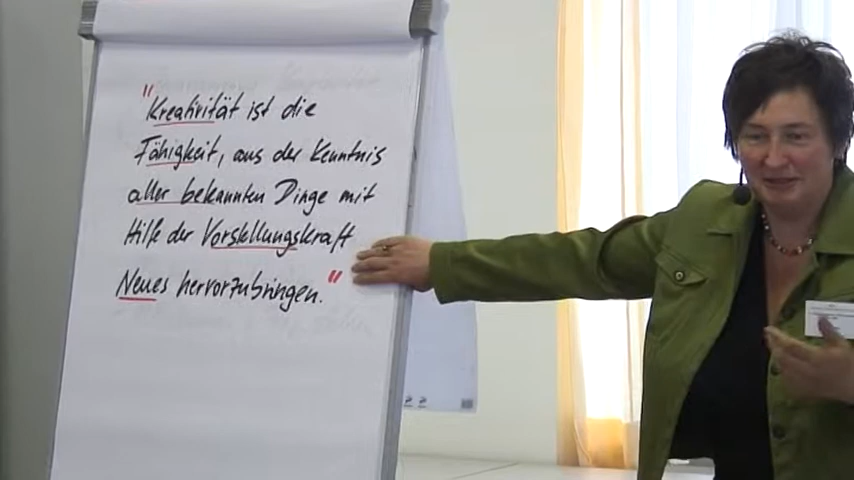 "Kreativität ist die
Fähigkeit, aus der Kenntnis
aller bekannten Dinge mit
Hilfe der Vorstellungskraft
Neues hervorzubringen."